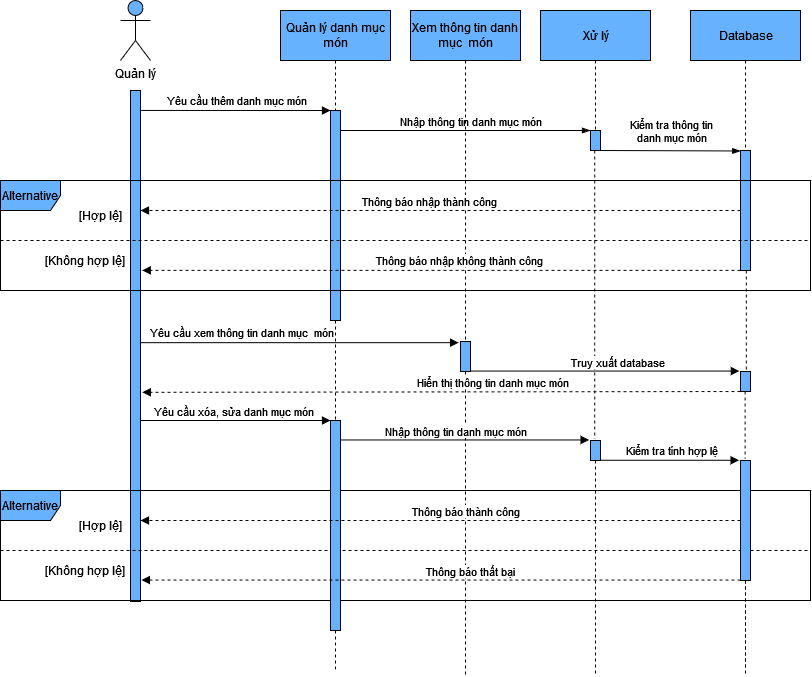 Quản lý
Quản lý danh mục
món
Xem thông tin danh
mục  món
Xử lý
Database
Yêu cầu thêm danh mục món
Nhập thông tin danh mục món
Kiểm tra thông tin
danh mục món
Alternative
[Hợp lệ]
Thông báo nhập thành công
[Không hợp lệ]
Thông báo nhập không thành công
Yêu cầu xem thông tin danh mục  món
Truy xuất database
Hiển thị thông tin danh mục món
Yêu cầu xóa, sửa danh mục món
Nhập thông tin danh mục món
Kiểm tra tính hợp lệ
Alternative
[Hợp lệ]
Thông báo thành công
[Không hợp lệ]
Thông báo thất bại